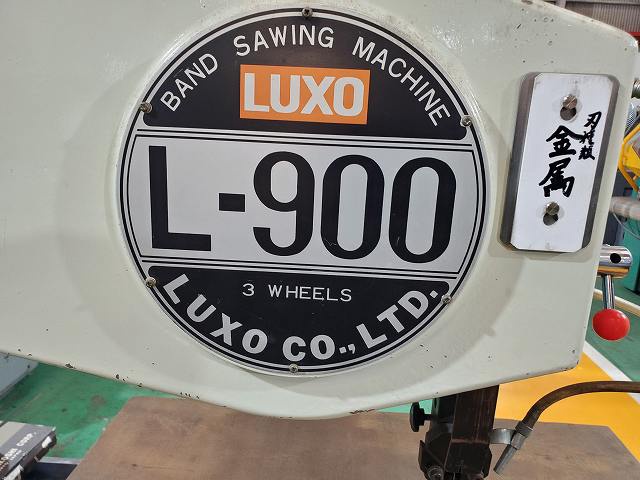 BAND SAWING MACHINE
LUXO
L-900
3 WHEELS
LUXO CO., LTD.
金属